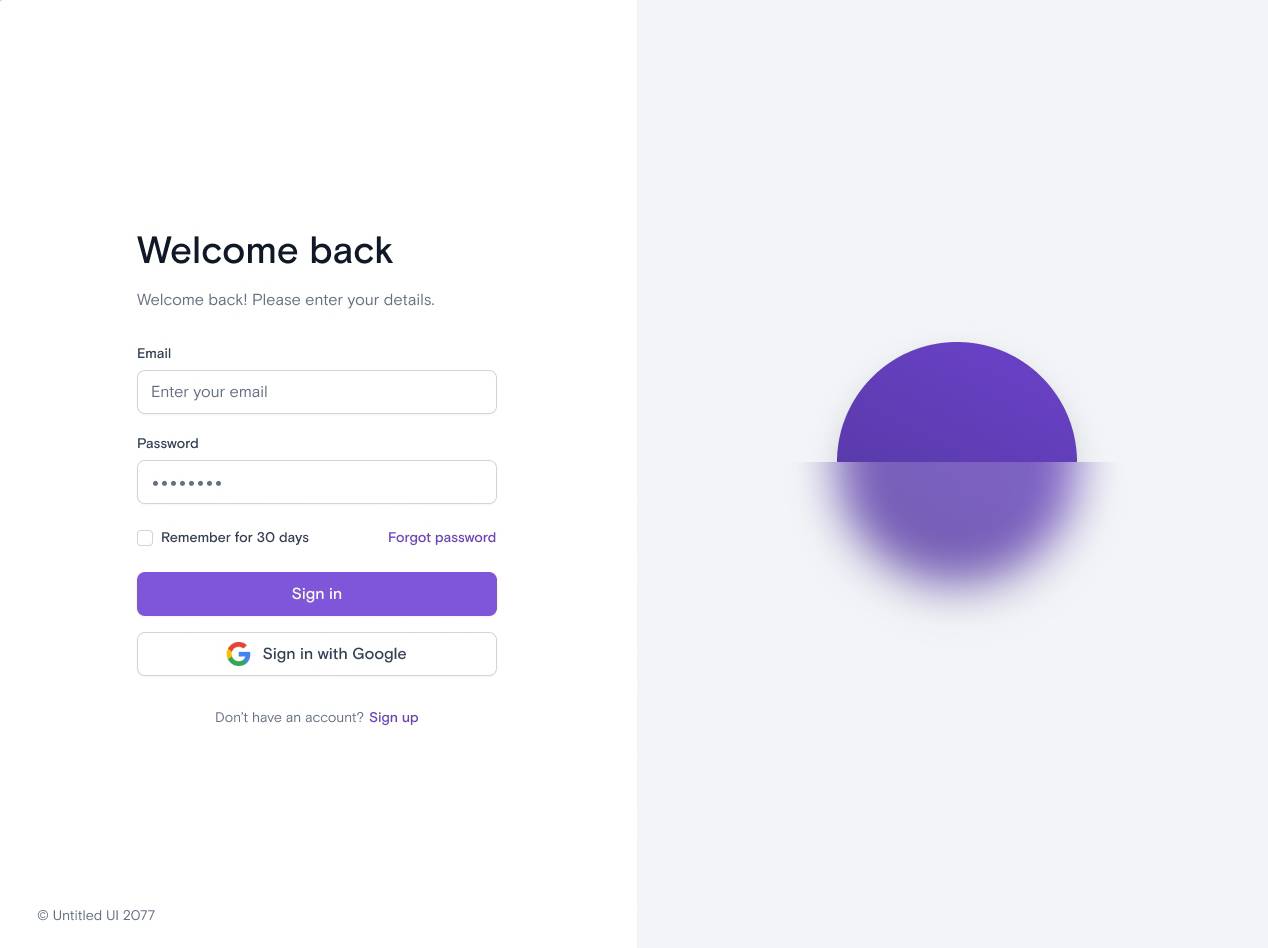 Welcome back
Welcome back! Please enter your details.
Email
Enter your email
Password
••••••••
Remember for 30 days
Forgot password
Sign in
Sign in with Google
Don't have an account? Sign up
© Untitled UI 2077